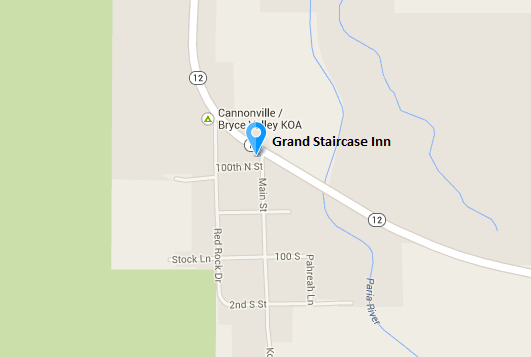 12
Cannonville /
Bryce Valley KOA
Grand Staircase Inn
100th N St
Main St
12
Red Rock Dr
Stock Ln
100 S
Pahreah Ln
Paria River
2nd S St